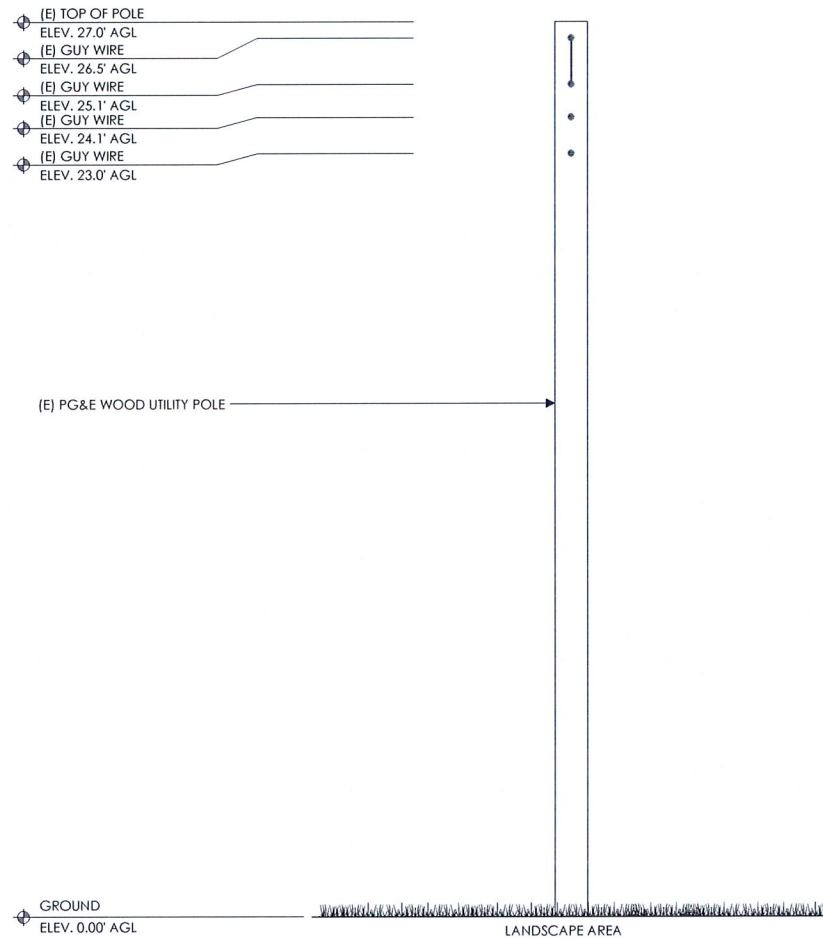 (E) TOP OF POLE
ELEV. 27.0' AGL
(E) GUY WIRE
ELEV. 26.5' AGL
(E) GUY WIRE
ELEV. 25.1' AGL
(E) GUY WIRE
ELEV. 24.1' AGL
(E) GUY WIRE
ELEV. 23.0' AGL
(E) PG&E WOOD UTILITY POLE
GROUND
ELEV. 0.00' AGL
LANDSCAPE AREA